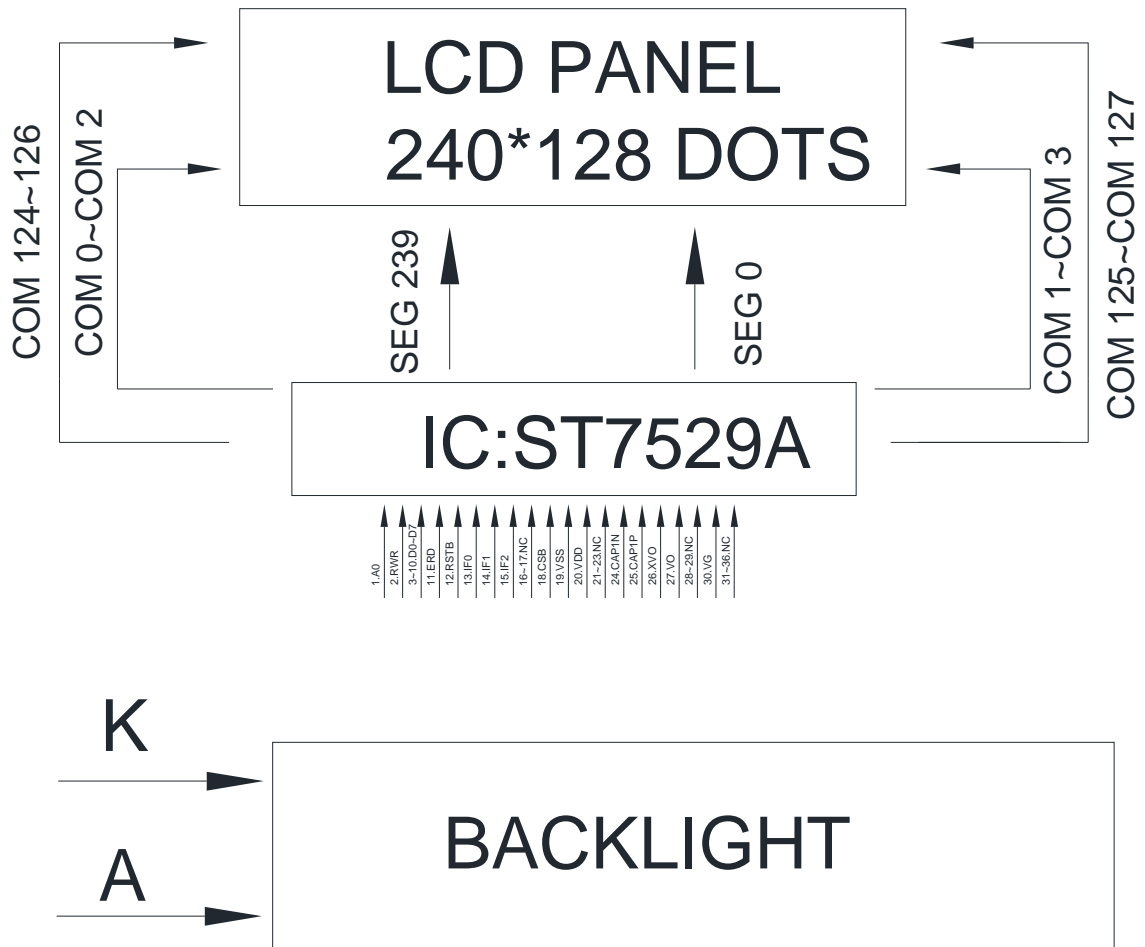 LCD PANEL
240*128 DOTS
COM 124~126
COM 0~COM 2
SEG 239
SEG 0
COM 1~COM 3
COM 125~COM 127
IC:ST7529A
1.A0
2.RWR
3~10.D0~D7
11.ERD
12.RSTB
13.IF0
14.IF1
15.IF2
16~17.NC
18.CSB
19.VSS
20.VDD
21~23.NC
24.CAP1N
25.CAP1P
26.XVO
27.VO
28~29.NC
30.VG
31~36.NC
K
A
BACKLIGHT